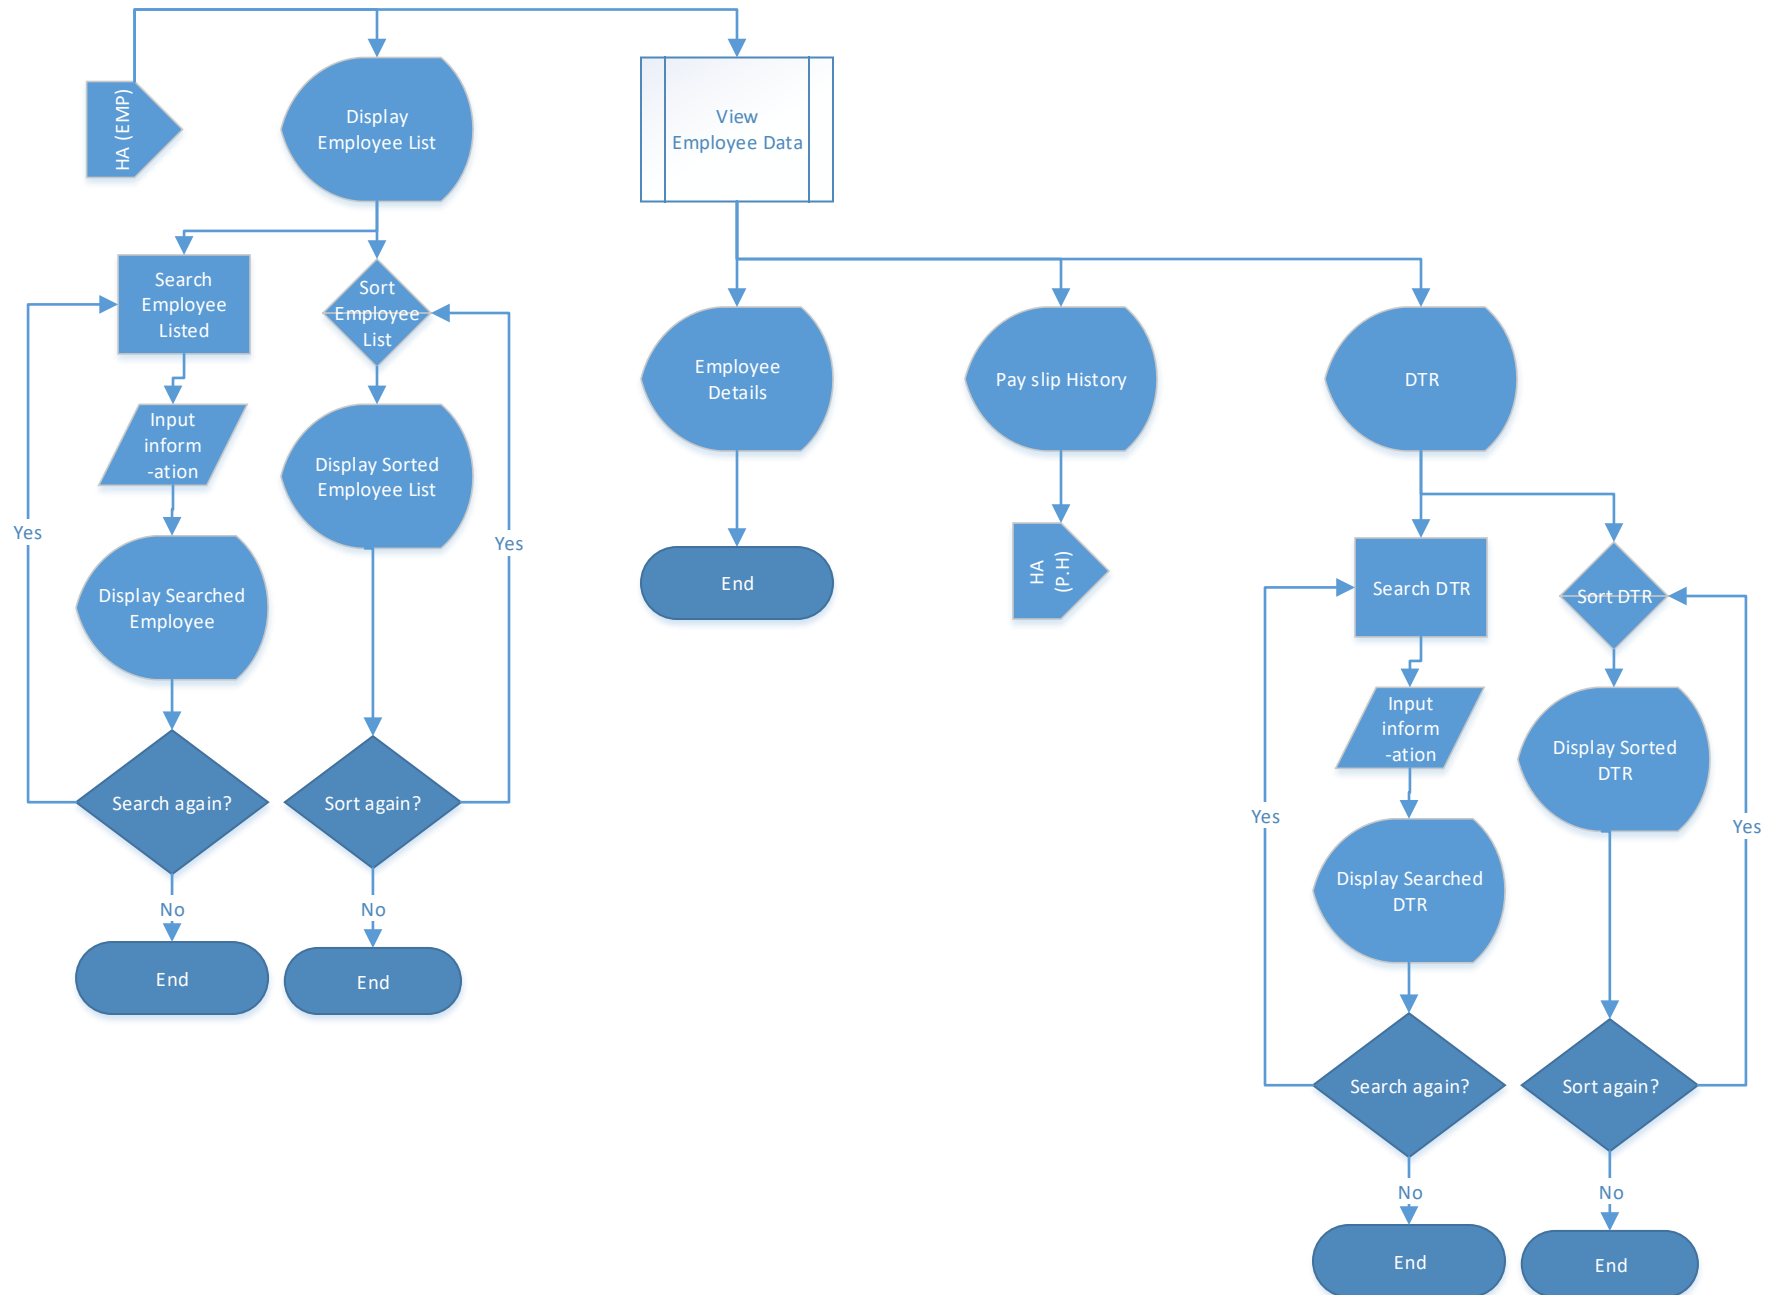 HA (EMP)
Display
Employee List
View
Employee Data
Search
Employee
Listed
Sort
Employee
List
Input
inform
-ation
Display Sorted
Employee List
Yes
Yes
Display Searched
Employee
Search again?
Sort again?
No
No
End
End
Employee
Details
Pay slip History
DTR
End
HA
(P.H)
Search DTR
Sort DTR
Input
inform
-ation
Display Sorted
DTR
Yes
Yes
Display Searched
DTR
Search again?
Sort again?
No
No
End
End